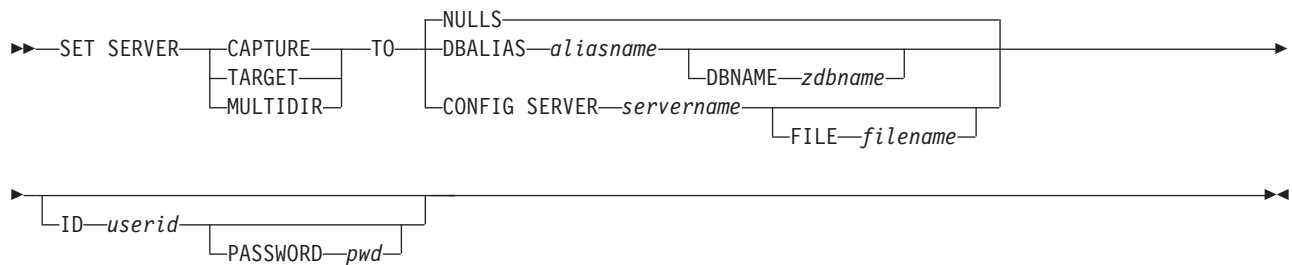 NULLS
SET SERVER CAPTURE TO DBALIAS aliasname
TARGET DBNAME zdbname
MULTIDIR CONFIG SERVER servername
FILE filename
ID userid
PASSWORD pwd